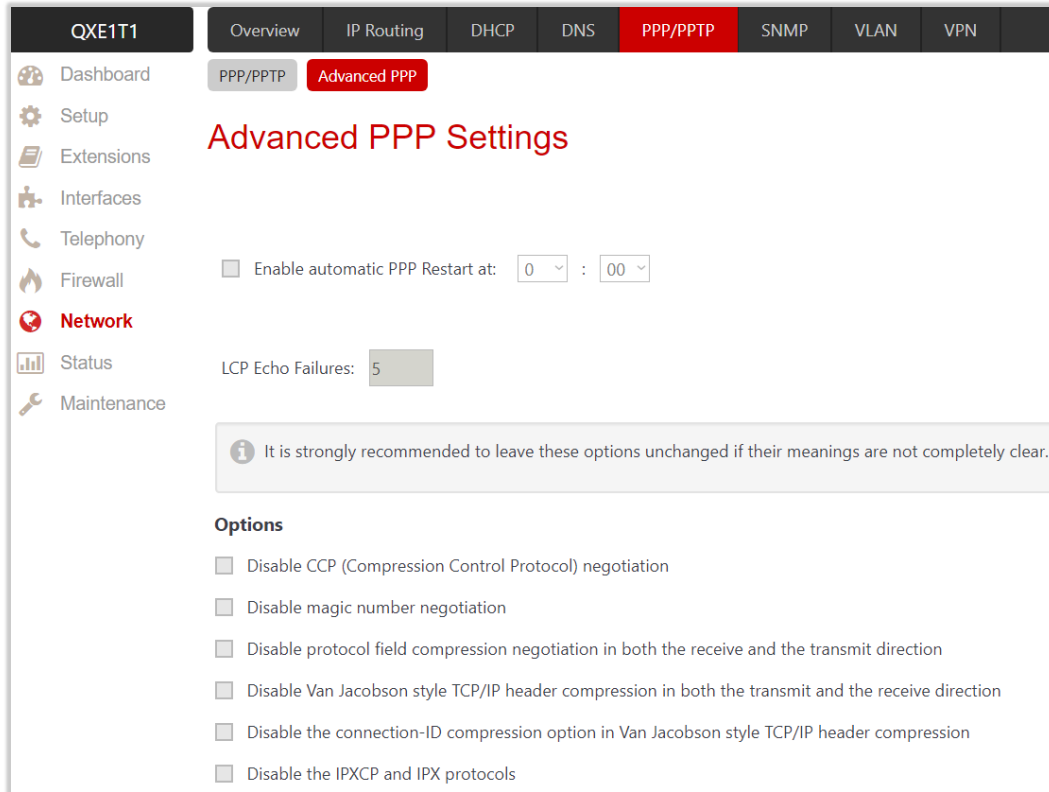 QXE1T1
Overview IP Routing DHCP DNS PPP/PPTP SNMP VLAN VPN
Dashboard
Setup
Extensions
Interfaces
Telephony
Firewall
Network
Status
Maintenance
PPP/PPTP Advanced PPP
Advanced PPP Settings
Enable automatic PPP Restart at: 0 : 00
LCP Echo Failures: 5
It is strongly recommended to leave these options unchanged if their meanings are not completely clear.
Options
Disable CCP (Compression Control Protocol) negotiation
Disable magic number negotiation
Disable protocol field compression negotiation in both the receive and the transmit direction
Disable Van Jacobson style TCP/IP header compression in both the transmit and the receive direction
Disable the connection-ID compression option in Van Jacobson style TCP/IP header compression
Disable the IPXCP and IPX protocols